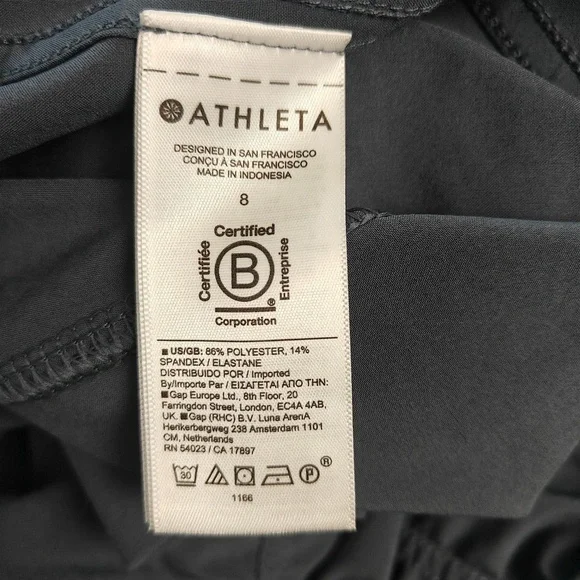 ATHLETA
DESIGNED IN SAN FRANCISCO
CONÇU À SAN FRANCISCO
MADE IN INDONESIA
8
Certified
Certifiée
B
Entreprise
®
Corporation
■ US/GB: 86% POLYESTER, 14%
SPANDEX / ELASTANE
DISTRIBUIDO POR / Imported
By/Importe Par / ΕΙΣΑΓΕΤΑΙ ΑΠΟ ΤΗΝ:
■Gap Europe Ltd., 8th Floor, 20
Farringdon Street, London, EC4A 4AB,
UK. ■Gap (RHC) B.V. Luna ArenA
Herikerbergweg 238 Amsterdam 1101
CM, Netherlands
RN 54023 / CA 17897
30 P ®
1166